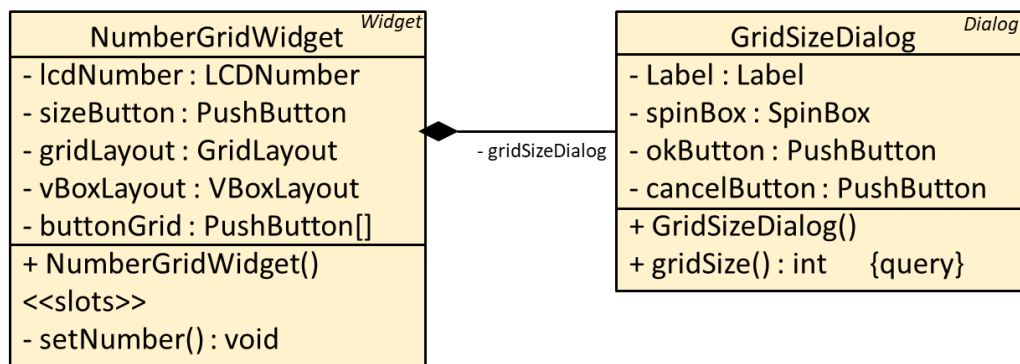 Widget
NumberGridWidget
- lcdNumber : LCDNumber
- sizeButton : PushButton
- gridLayout : GridLayout
- vBoxLayout : VBoxLayout
- buttonGrid : PushButton[]
+ NumberGridWidget()
<<slots>>
- setNumber() : void
- gridSizeDialog
Dialog
GridSizeDialog
- Label : Label
- spinBox : SpinBox
- okButton : PushButton
- cancelButton : PushButton
+ GridSizeDialog()
+ gridSize() : int {query}